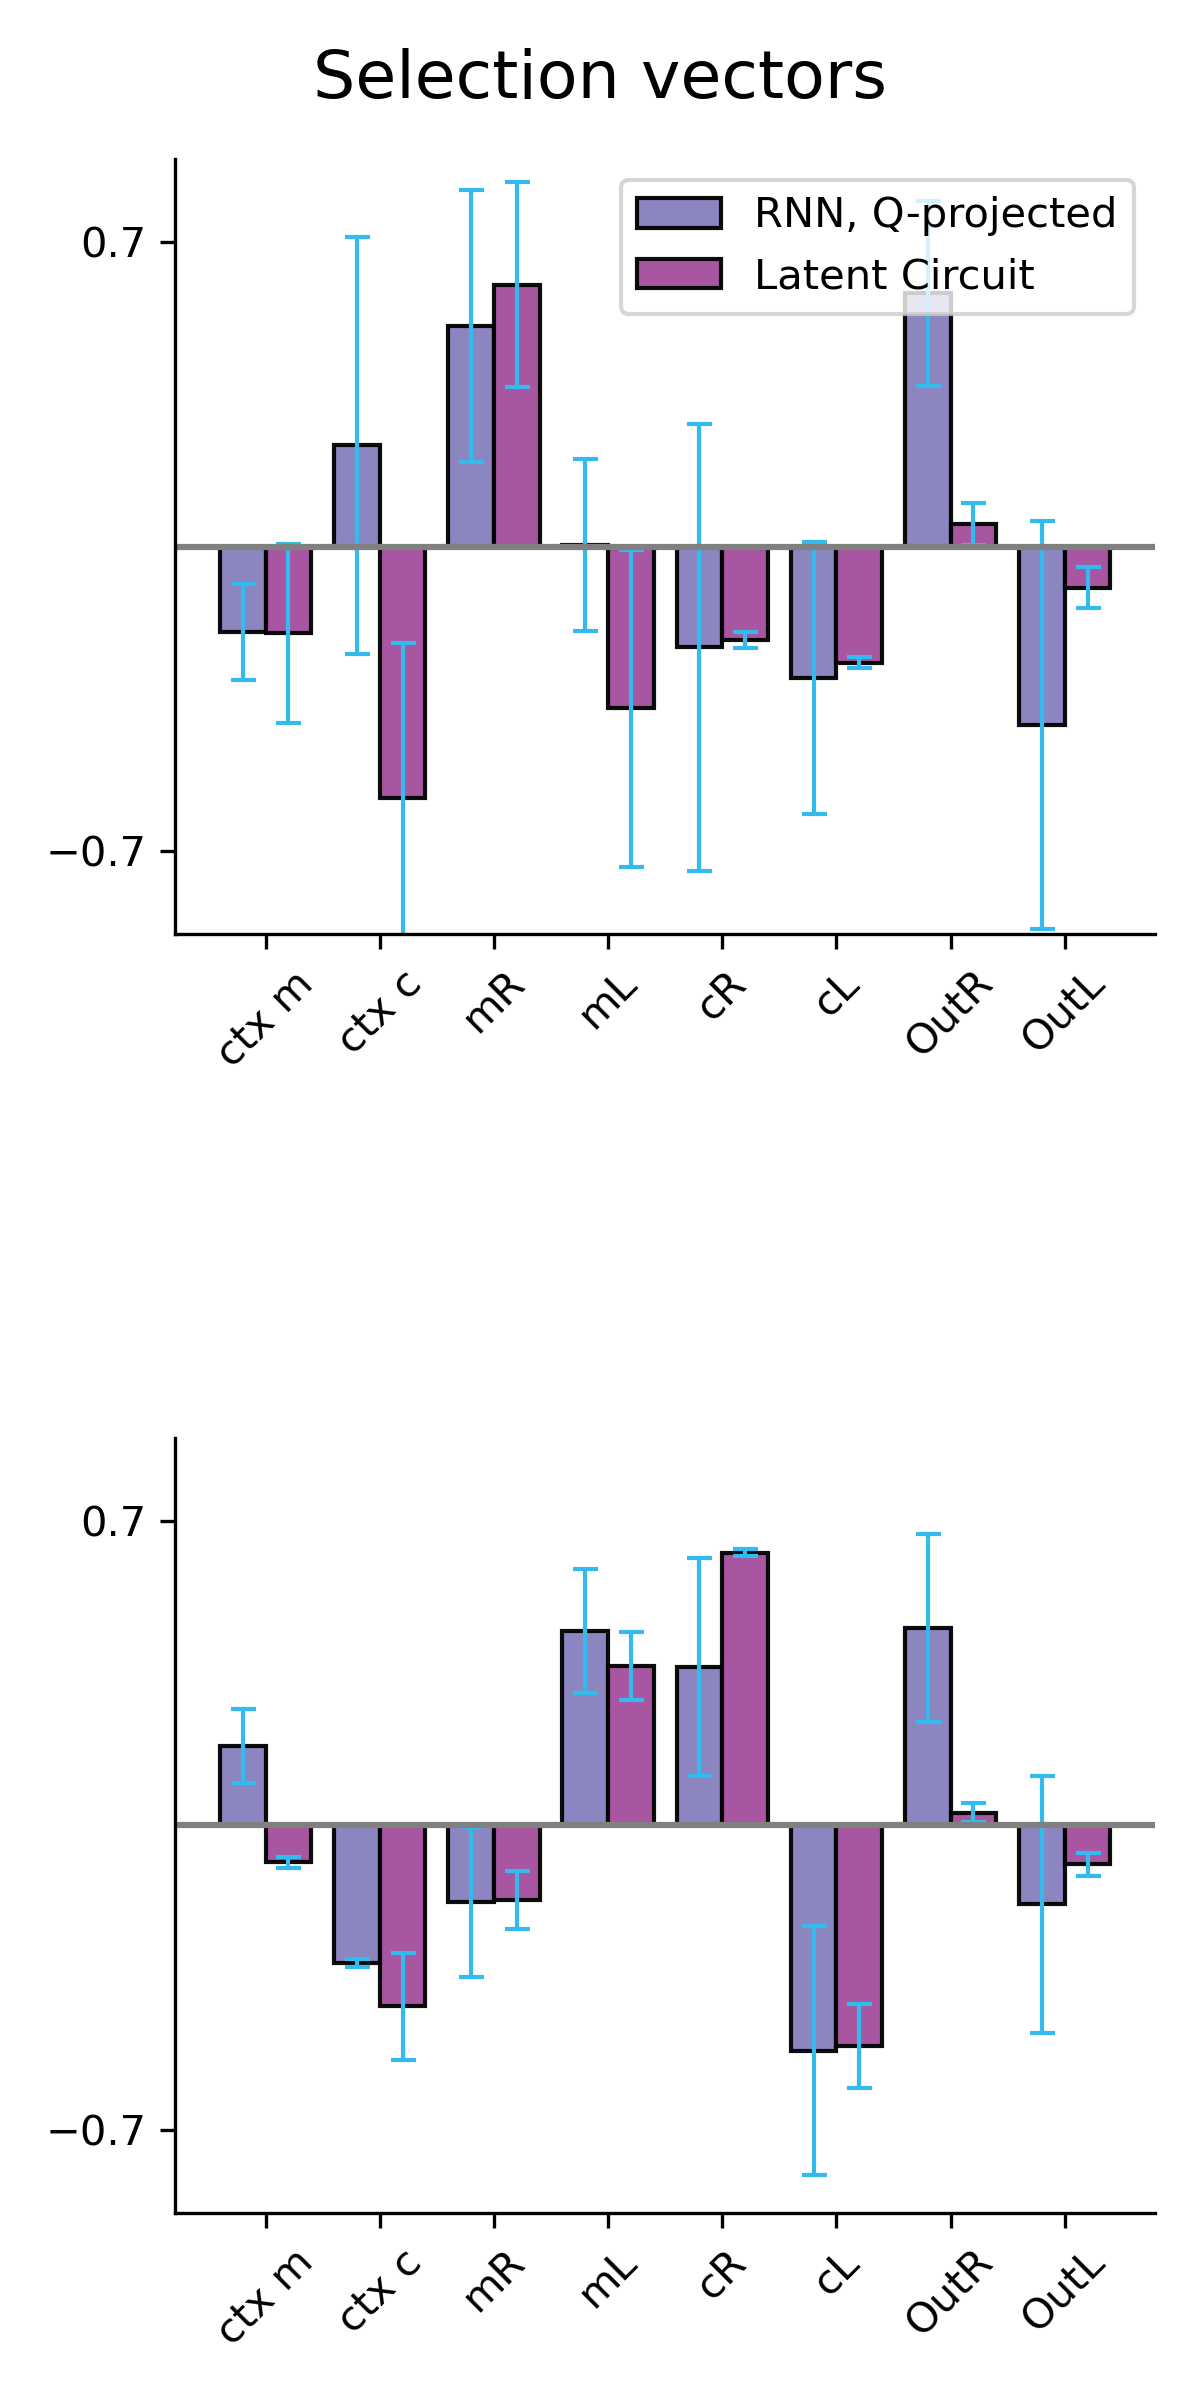 Selection vectors
RNN, Q-projected
Latent Circuit
0.7
−0.7
ctx m
ctx c
mR
mL
cR
cL
OutR
OutL
0.7
−0.7
ctx m
ctx c
mR
mL
cR
cL
OutR
OutL